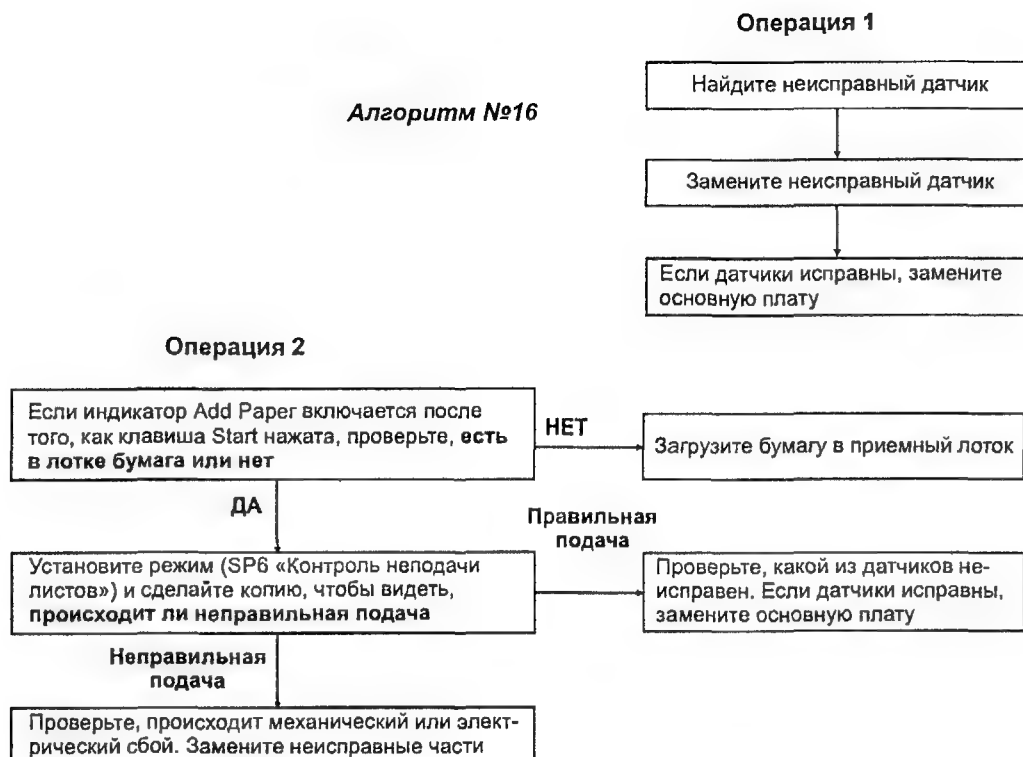 Операция 1
Найдите неисправный датчик
Алгоритм №16
Замените неисправный датчик
Если датчики исправны, замените
основную плату
Операция 2
Если индикатор Add Paper включается после
того, как клавиша Start нажата, проверьте, есть
в лотке бумага или нет
НЕТ
Загрузите бумагу в приемный лоток
ДА
Правильная
подача
Установите режим (SP6 «Контроль неподачи
листов») и сделайте копию, чтобы видеть,
происходит ли неправильная подача
Проверьте, какой из датчиков не-
исправен. Если датчики исправны,
замените основную плату
Неправильная
подача
Проверьте, происходит механический или элект-
рический сбой. Замените неисправные части